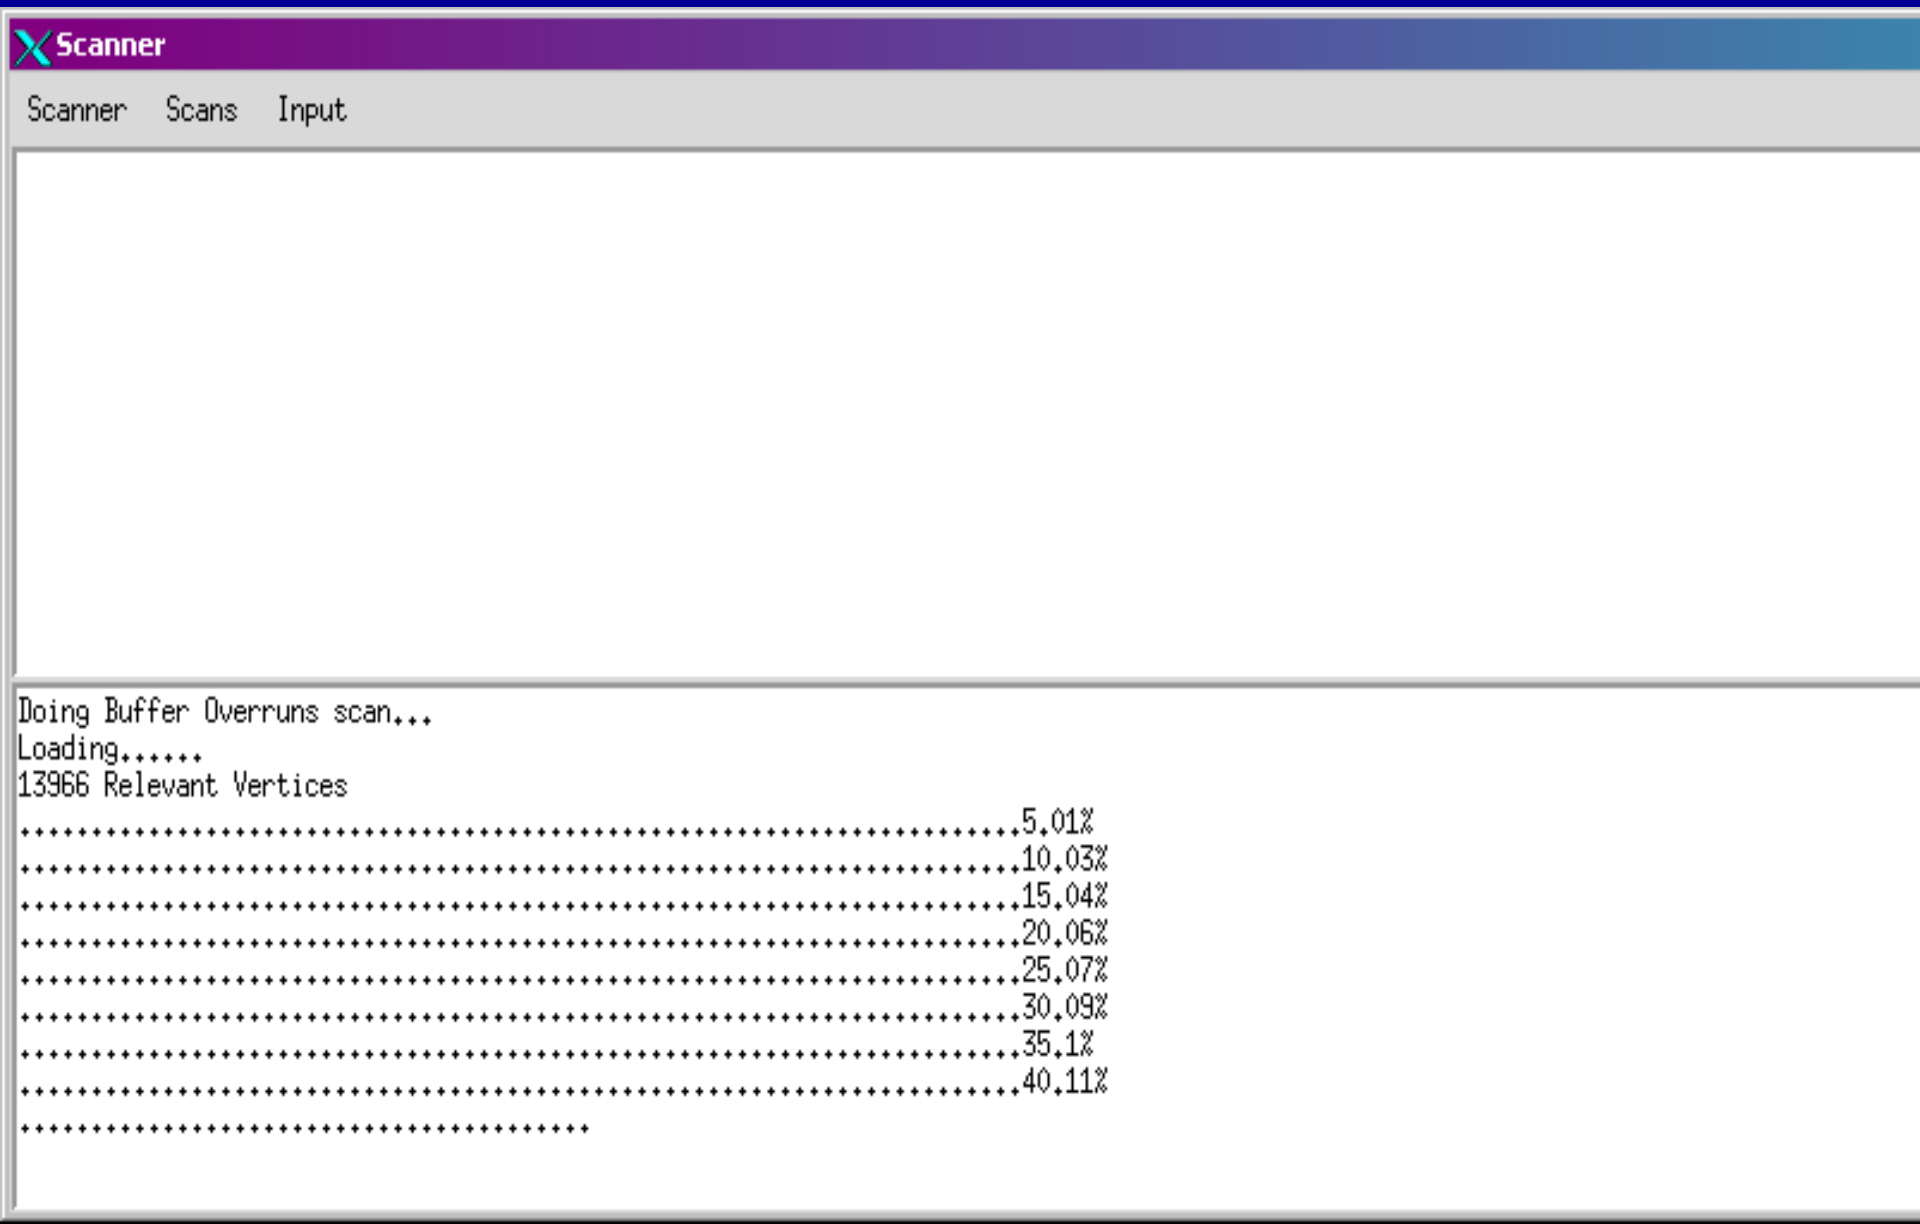 Scanner
Scanner Scans Input
Doing Buffer Overruns scan...
Loading......
13966 Relevant Vertices
......................................................................5.01%
......................................................................10.03%
......................................................................15.04%
......................................................................20.06%
......................................................................25.07%
......................................................................30.09%
......................................................................35.1%
......................................................................40.11%
........................................